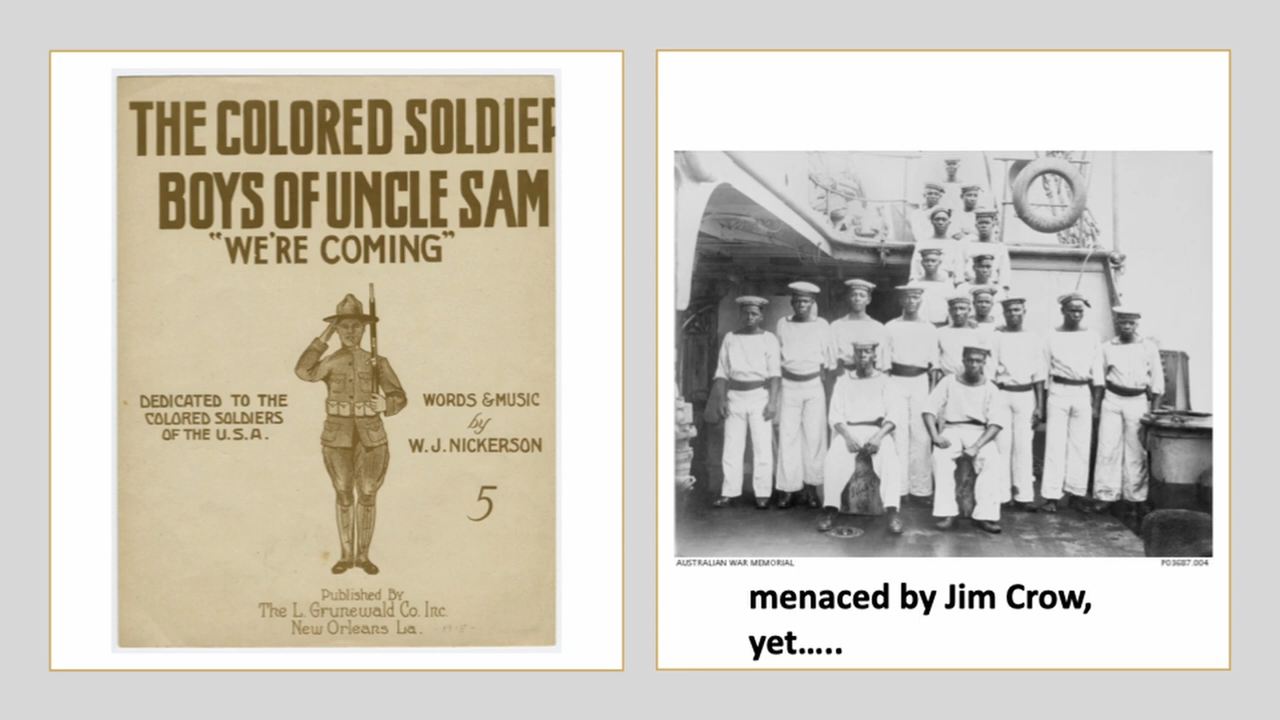 THE COLORED SOLDIER
BOYS OF UNCLE SAM
"WE'RE COMING"
DEDICATED TO THE
COLORED SOLDIERS
OF THE U.S.A.
WORDS & MUSIC
by
W. J. NICKERSON
5
Published By
The L. Grunewald Co. Inc.
New Orleans La.
AUSTRALIAN WAR MEMORIAL
P03687.004
menaced by Jim Crow,
yet.....